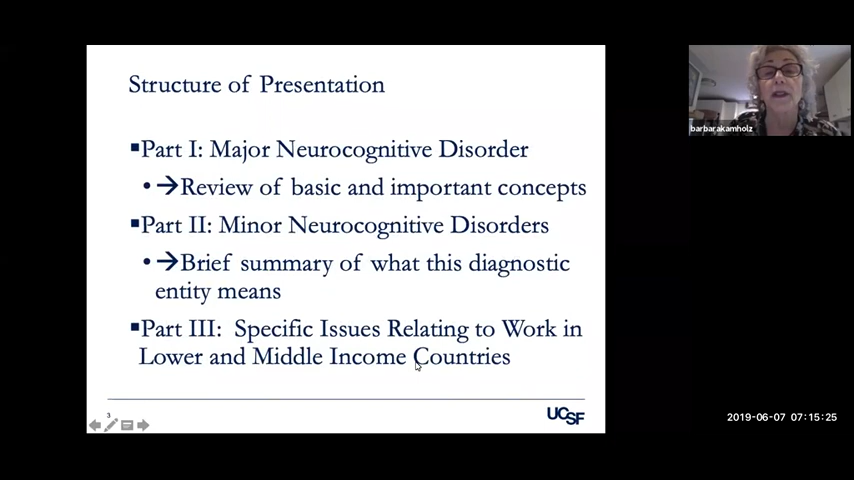 Structure of Presentation
▪Part I: Major Neurocognitive Disorder
• →Review of basic and important concepts
▪Part II: Minor Neurocognitive Disorders
• →Brief summary of what this diagnostic
entity means
▪Part III: Specific Issues Relating to Work in
Lower and Middle Income Countries
3
UCSF
barbarakamholz
2019-06-07 07:15:25